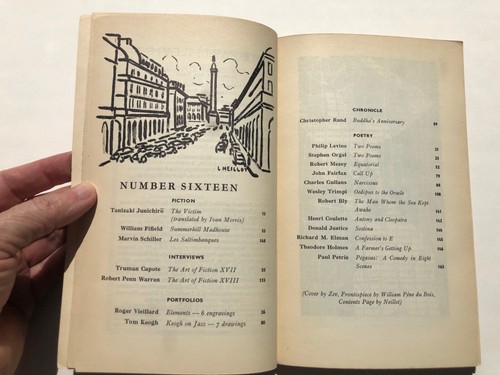 L HEILLOT
NUMBER SIXTEEN
FICTION
Tanizaki Junichirō The Victim
(translated by Ivan Morris) 12
William Fifield Summerhill Madhouse
Marvin Schiller Les Saltimbanques
INTERVIEWS
Truman Capote The Art of Fiction XVII
Robert Penn Warren The Art of Fiction XVIII
PORTFOLIOS
Roger Vieillard Elements — 6 engravings
Tom Keogh Keogh on Jazz — 7 drawings
CHRONICLE
Christopher Rand Buddha's Anniversary
POETRY
Philip Levine Two Poems
Stephen Orgel Two Poems
Robert Mezey Equatorial
John Fairfax Call Up
Charles Gullans Narcissus
Wesley Trimpi Oedipus to the Oracle
Robert Bly The Man Whom the Sea Kept
Awake
Henri Coulette Antony and Cleopatra
Donald Justice Sestina
Richard M. Elman Confession to E
Theodore Holmes A Farmer's Getting Up
Paul Petrie Pegasus: A Comedy in Eight
Scenes
(Cover by Zee, Frontispiece by William Pène du Bois,
Contents Page by Neillot)